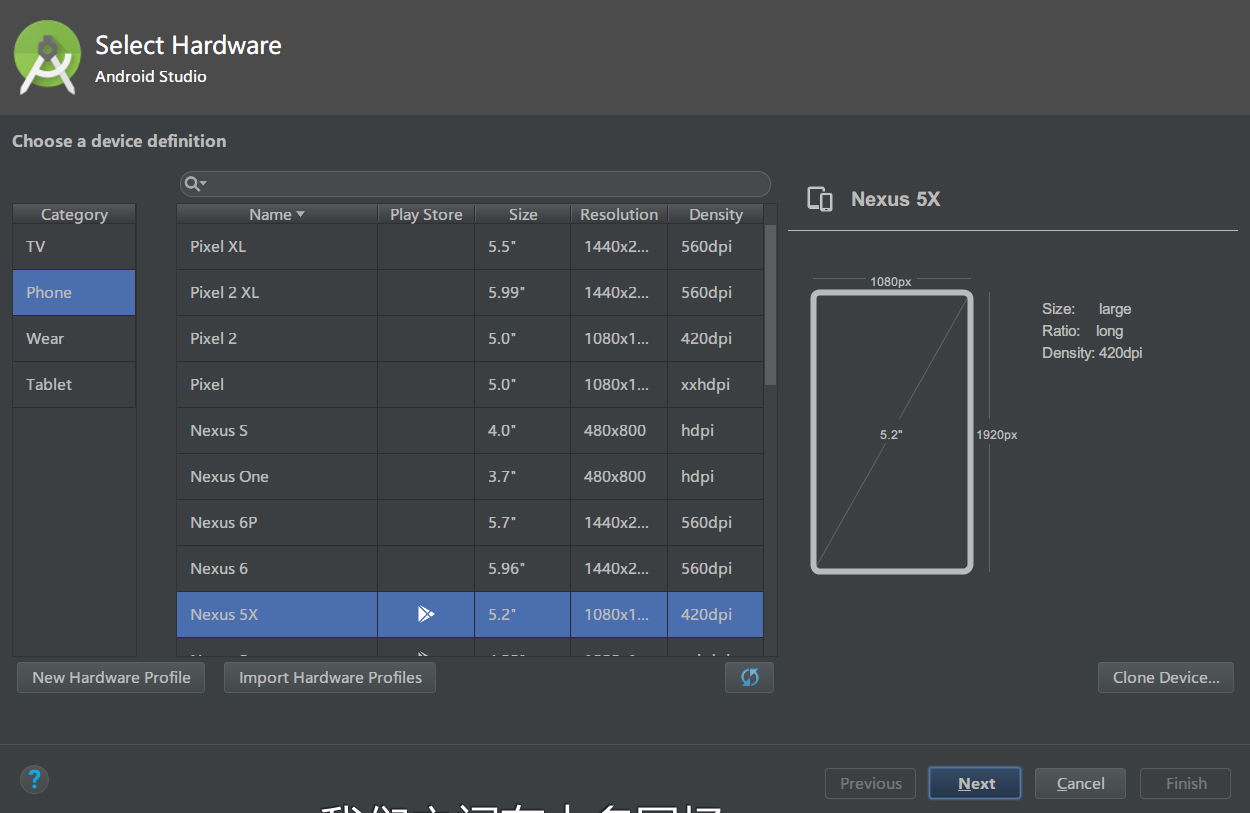 Select Hardware
Android Studio
Choose a device definition
Category
TV
Phone
Wear
Tablet
Name Play Store Size Resolution Density
Pixel XL 5.5" 1440x2... 560dpi
Pixel 2 XL 5.99" 1440x2... 560dpi
Pixel 2 5.0" 1080x1... 420dpi
Pixel 5.0" 1080x1... xxhdpi
Nexus S 4.0" 480x800 hdpi
Nexus One 3.7" 480x800 hdpi
Nexus 6P 5.7" 1440x2... 560dpi
Nexus 6 5.96" 1440x2... 560dpi
Nexus 5X 5.2" 1080x1... 420dpi
New Hardware Profile Import Hardware Profiles
Nexus 5X
1080px
5.2"
1920px
Size: large
Ratio: long
Density: 420dpi
Clone Device...
?
Previous Next Cancel Finish